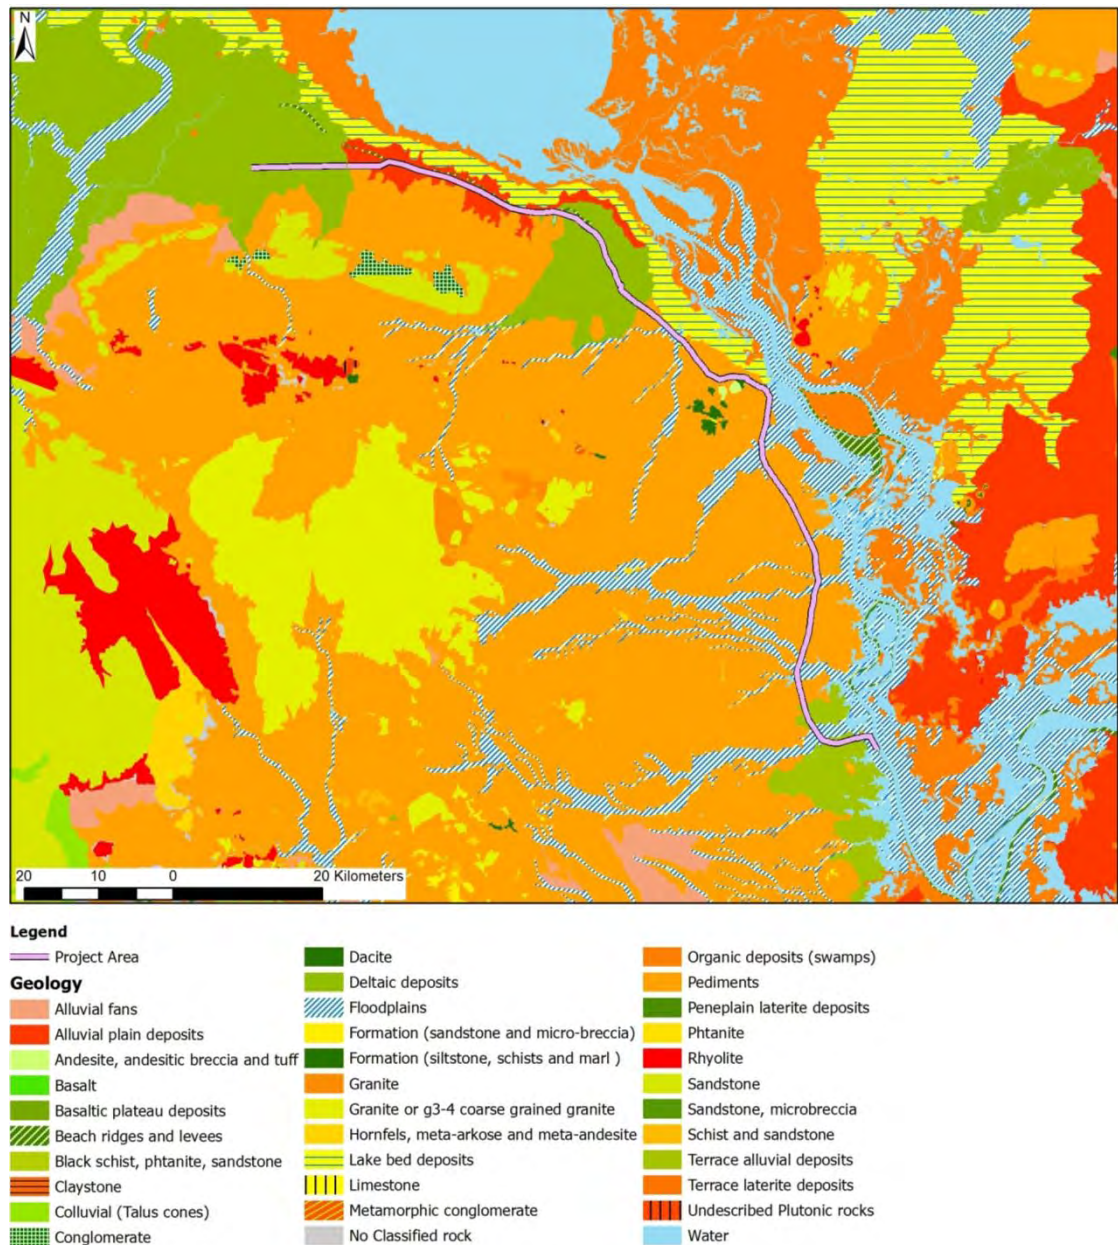 N
20 10 0 20 Kilometers
Legend
Project Area
Geology
Alluvial fans
Alluvial plain deposits
Andesite, andesitic breccia and tuff
Basalt
Basaltic plateau deposits
Beach ridges and levees
Black schist, phtanite, sandstone
Claystone
Colluvial (Talus cones)
Conglomerate
Dacite
Deltaic deposits
Floodplains
Formation (sandstone and micro-breccia)
Formation (siltstone, schists and marl )
Granite
Granite or g3-4 coarse grained granite
Hornfels, meta-arkose and meta-andesite
Lake bed deposits
Limestone
Metamorphic conglomerate
No Classified rock
Organic deposits (swamps)
Pediments
Peneplain laterite deposits
Phtanite
Rhyolite
Sandstone
Sandstone, microbreccia
Schist and sandstone
Terrace alluvial deposits
Terrace laterite deposits
Undescribed Plutonic rocks
Water